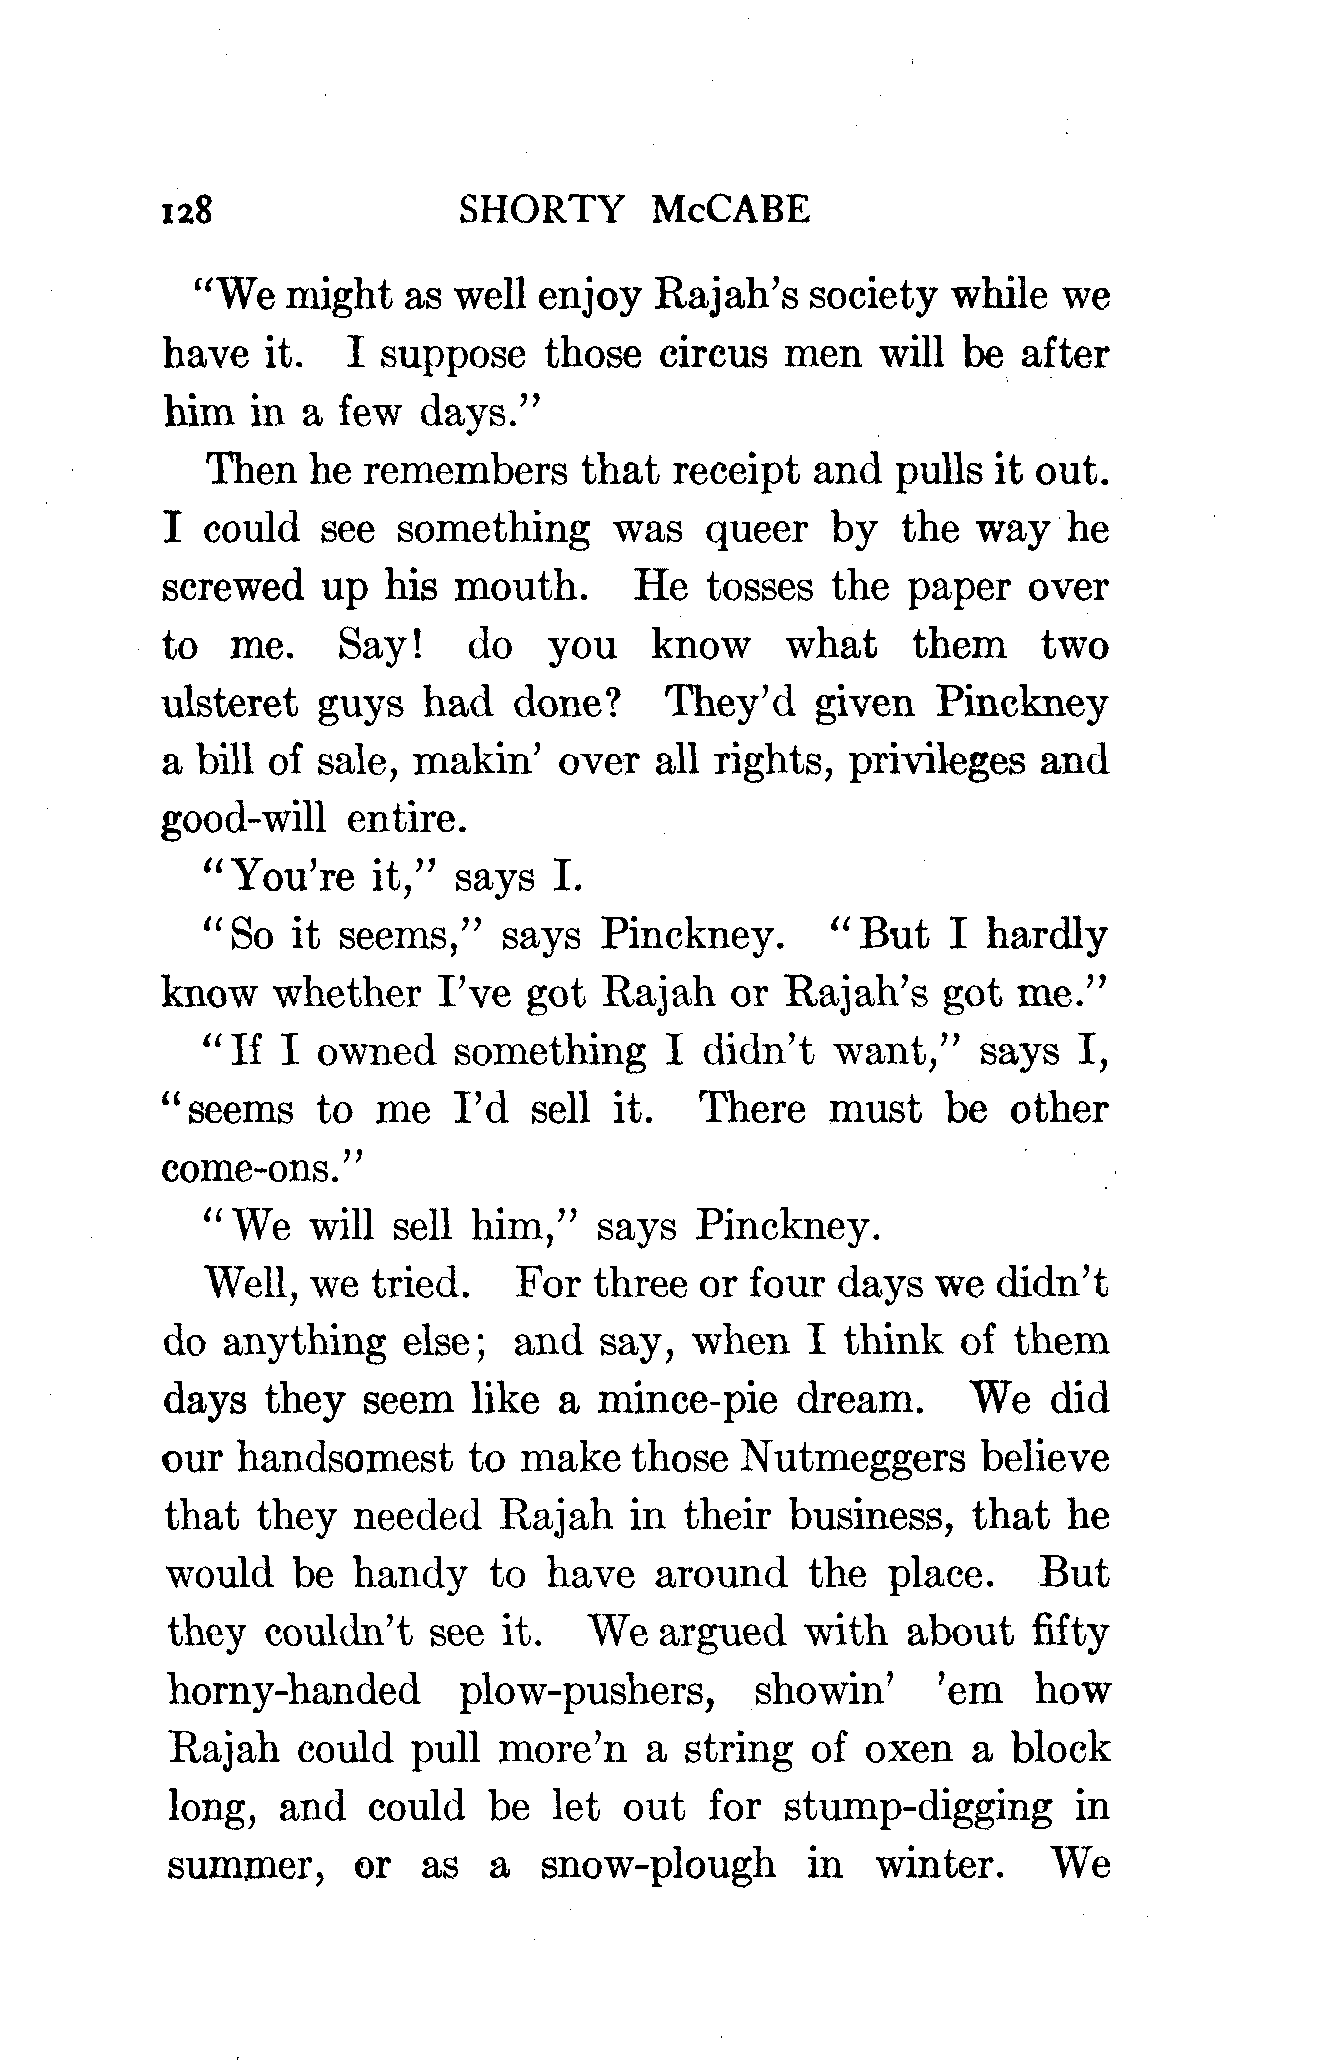 128 SHORTY McCABE
"We might as well enjoy Rajah's society while we
have it. I suppose those circus men will be after
him in a few days."
Then he remembers that receipt and pulls it out.
I could see something was queer by the way he
screwed up his mouth. He tosses the paper over
to me. Say! do you know what them two
ulsteret guys had done? They'd given Pinckney
a bill of sale, makin' over all rights, privileges and
good-will entire.
"You're it," says I.
"So it seems," says Pinckney. "But I hardly
know whether I've got Rajah or Rajah's got me."
"If I owned something I didn't want," says I,
"seems to me I'd sell it. There must be other
come-ons."
"We will sell him," says Pinckney.
Well, we tried. For three or four days we didn't
do anything else; and say, when I think of them
days they seem like a mince-pie dream. We did
our handsomest to make those Nutmeggers believe
that they needed Rajah in their business, that he
would be handy to have around the place. But
they couldn't see it. We argued with about fifty
horny-handed plow-pushers, showin' 'em how
Rajah could pull more'n a string of oxen a block
long, and could be let out for stump-digging in
summer, or as a snow-plough in winter. We